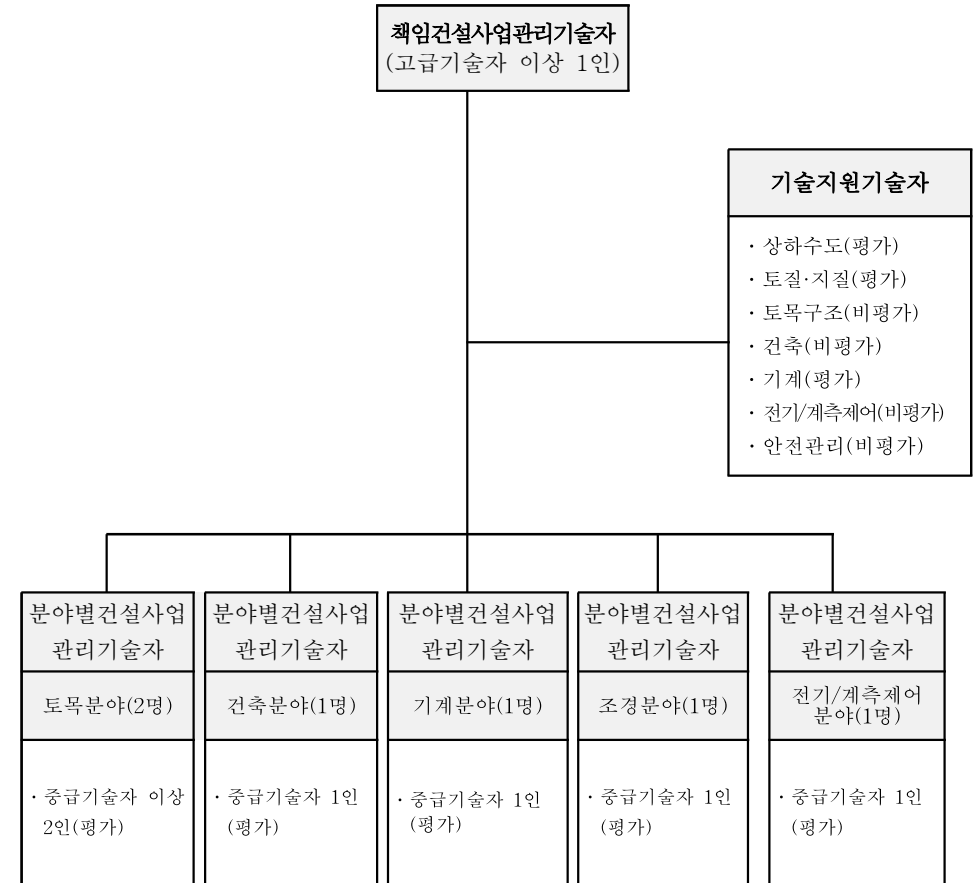 책임건설사업관리기술자
(고급기술자 이상 1인)
기술지원기술자
· 상하수도(평가)
· 토질·지질(평가)
· 토목구조(비평가)
· 건축(비평가)
· 기계(평가)
· 전기/계측제어(비평가)
· 안전관리(비평가)
분야별건설사업
관리기술자
토목분야(2명)
· 중급기술자 이상
2인(평가)
분야별건설사업
관리기술자
건축분야(1명)
· 중급기술자 1인
(평가)
분야별건설사업
관리기술자
기계분야(1명)
· 중급기술자 1인
(평가)
분야별건설사업
관리기술자
조경분야(1명)
· 중급기술자 1인
(평가)
분야별건설사업
관리기술자
전기/계측제어
분야(1명)
· 중급기술자 1인
(평가)